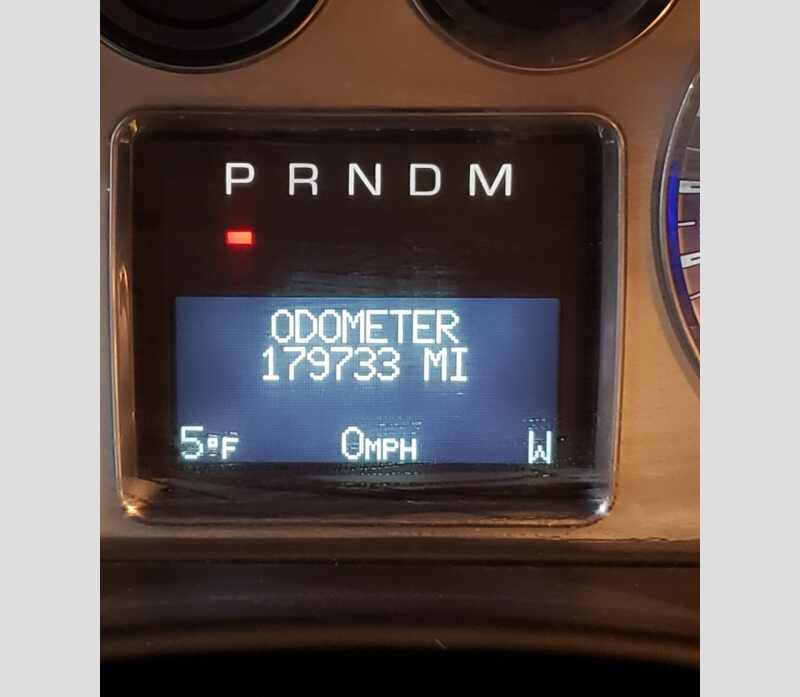 P R N D M
ODOMETER
179733 MI
5°F 0MPH W